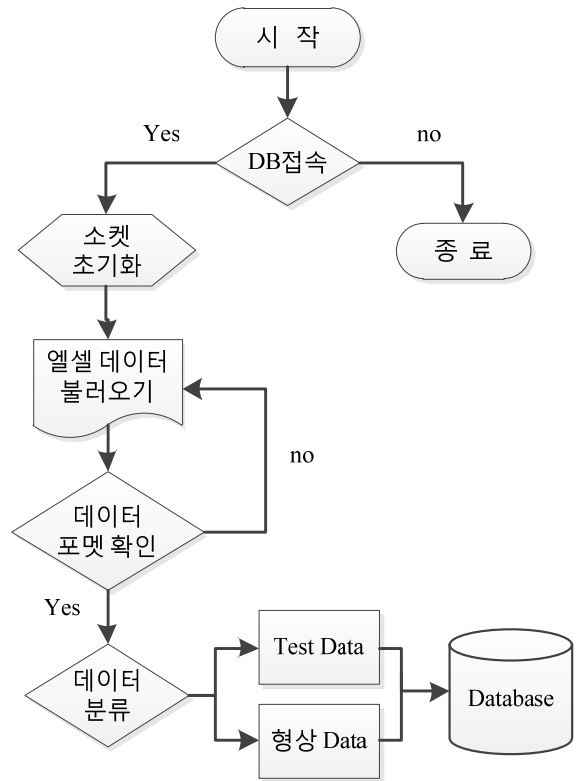 시 작
Yes
no
DB접속
소켓
초기화
종 료
엘셀 데이터
불러오기
no
데이터
포멧 확인
Yes
데이터
분류
Test Data
형상 Data
Database